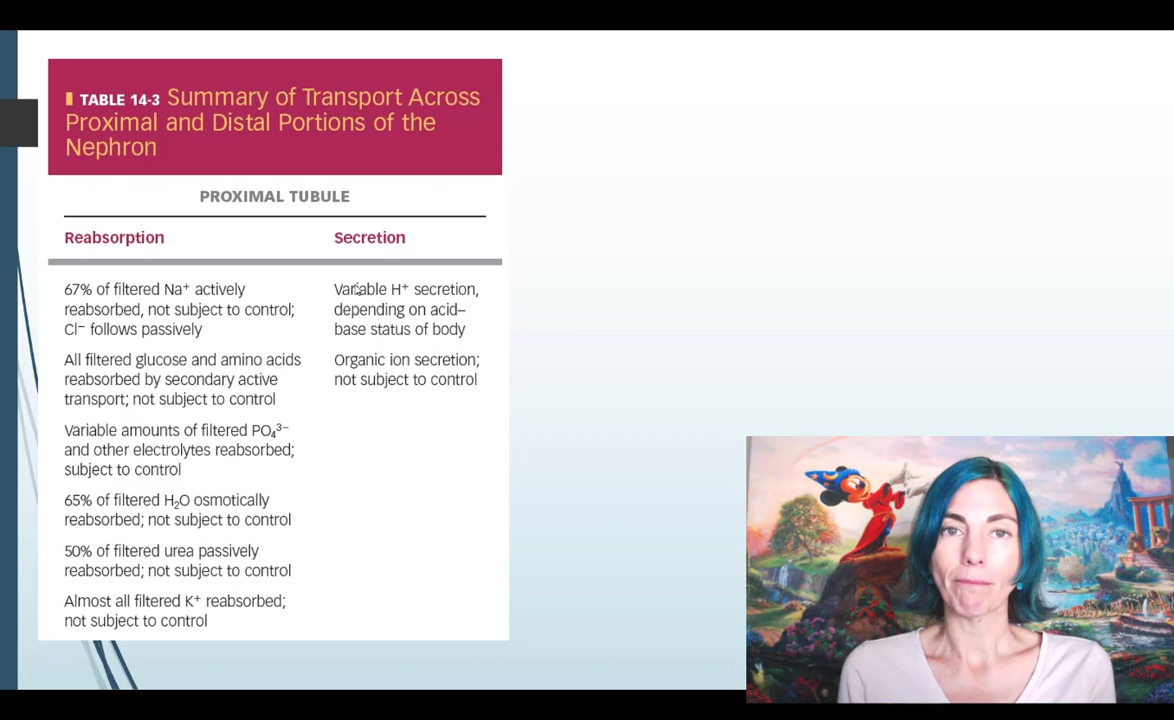 TABLE 14-3 Summary of Transport Across
Proximal and Distal Portions of the
Nephron
PROXIMAL TUBULE
Reabsorption
67% of filtered Na⁺ actively
reabsorbed, not subject to control;
Cl⁻ follows passively
All filtered glucose and amino acids
reabsorbed by secondary active
transport; not subject to control
Variable amounts of filtered PO₄³⁻
and other electrolytes reabsorbed;
subject to control
65% of filtered H₂O osmotically
reabsorbed; not subject to control
50% of filtered urea passively
reabsorbed; not subject to control
Almost all filtered K⁺ reabsorbed;
not subject to control
Secretion
Variable H⁺ secretion,
depending on acid–
base status of body
Organic ion secretion;
not subject to control